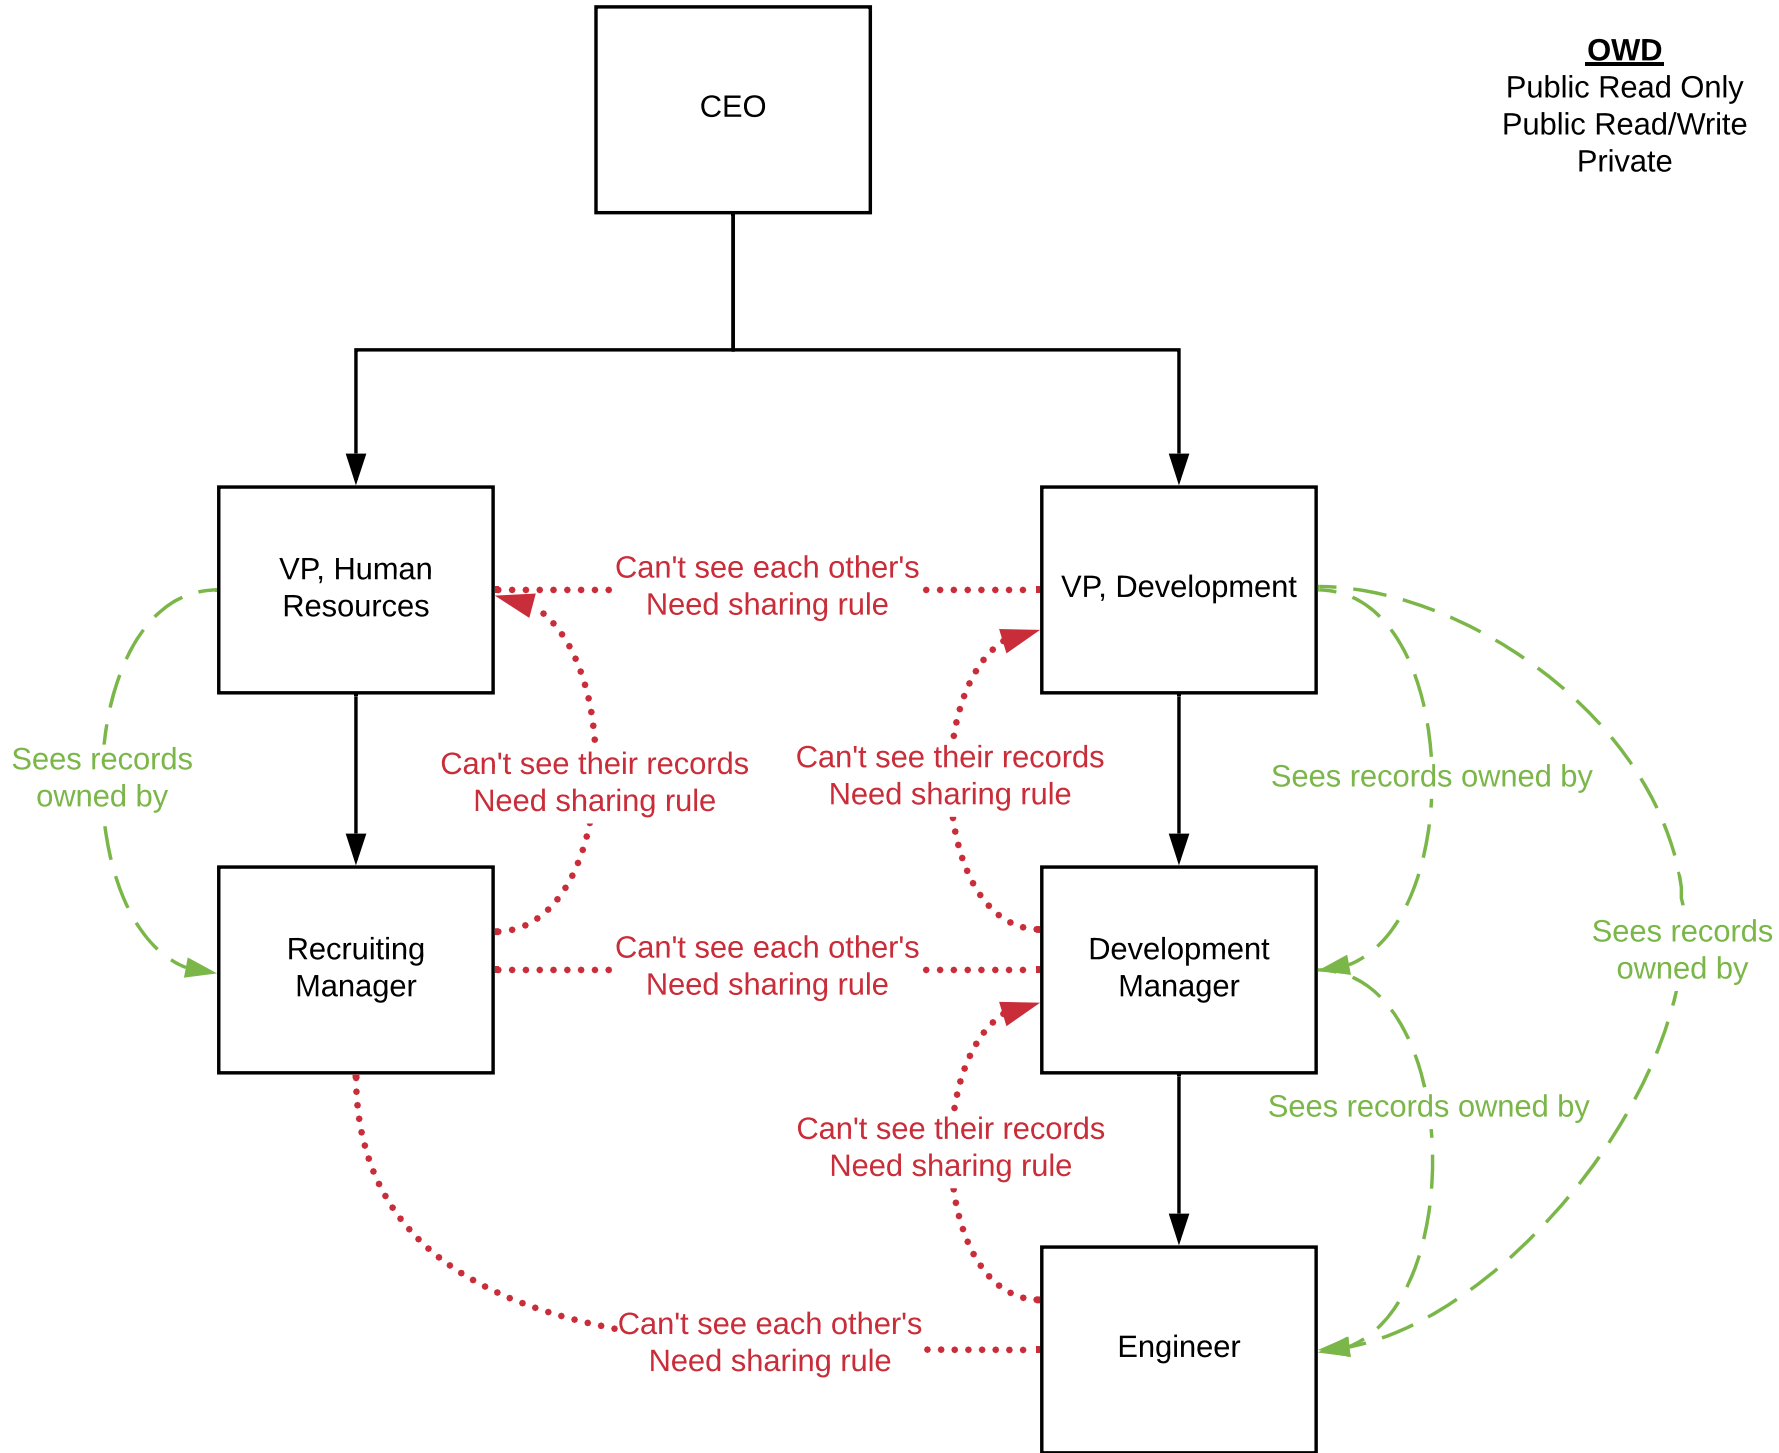 CEO
OWD
Public Read Only
Public Read/Write
Private
VP, Human
Resources
Can't see each other's
Need sharing rule
VP, Development
Sees records
owned by
Can't see their records
Need sharing rule
Can't see their records
Need sharing rule
Sees records owned by
Recruiting
Manager
Can't see each other's
Need sharing rule
Development
Manager
Sees records
owned by
Can't see their records
Need sharing rule
Sees records owned by
Can't see each other's
Need sharing rule
Engineer